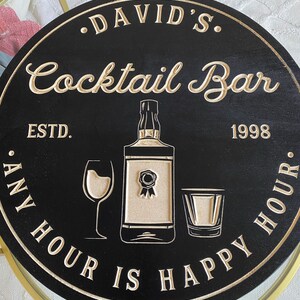 · DAVID'S ·
Cocktail Bar
ESTD. 1998
· ANY HOUR IS HAPPY HOUR ·